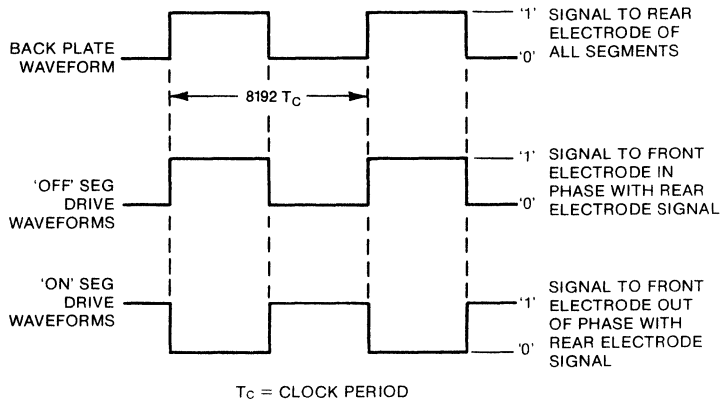 BACK PLATE
WAVEFORM
'1'
'0'
SIGNAL TO REAR
ELECTRODE OF
ALL SEGMENTS
8192 TC
'OFF' SEG
DRIVE
WAVEFORMS
'1'
'0'
SIGNAL TO FRONT
ELECTRODE IN
PHASE WITH REAR
ELECTRODE SIGNAL
'ON' SEG
DRIVE
WAVEFORMS
'1'
'0'
SIGNAL TO FRONT
ELECTRODE OUT
OF PHASE WITH
REAR ELECTRODE
SIGNAL
TC = CLOCK PERIOD